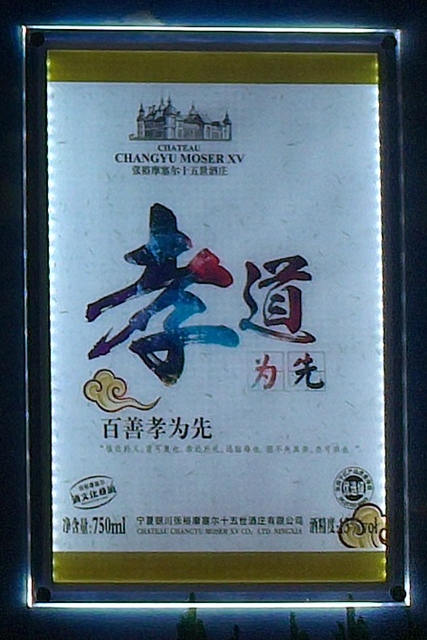 CHATEAU
CHANGYU MOSER XV
张裕摩塞尔十五世酒庄
孝道
为先
百善孝为先
净含量:750ml
宁夏银川张裕摩塞尔十五世酒庄有限公司
CHATEAU CHANGYU MOSER XV CO., LTD. NINGXIA
酒精度:
vol